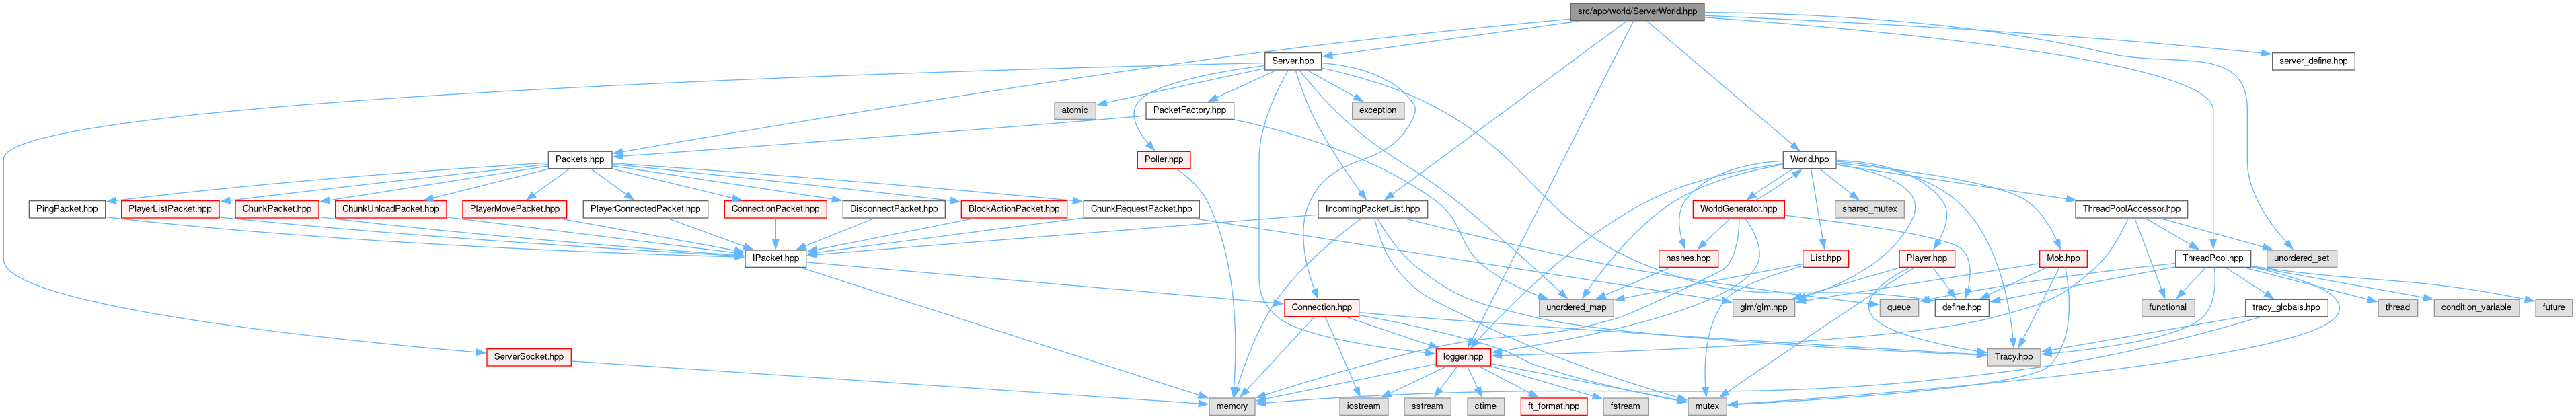 src/app/world/ServerWorld.hpp
Server.hpp
server_define.hpp
atomic
PacketFactory.hpp
exception
Packets.hpp
Poller.hpp
World.hpp
PingPacket.hpp
PlayerListPacket.hpp
ChunkPacket.hpp
ChunkUnloadPacket.hpp
PlayerMovePacket.hpp
PlayerConnectedPacket.hpp
ConnectionPacket.hpp
DisconnectPacket.hpp
BlockActionPacket.hpp
ChunkRequestPacket.hpp
IncomingPacketList.hpp
WorldGenerator.hpp
shared_mutex
ThreadPoolAccessor.hpp
IPacket.hpp
hashes.hpp
List.hpp
Player.hpp
Mob.hpp
ThreadPool.hpp
unordered_set
Connection.hpp
unordered_map
glm/glm.hpp
queue
define.hpp
functional
tracy_globals.hpp
thread
condition_variable
future
ServerSocket.hpp
logger.hpp
Tracy.hpp
memory
iostream
sstream
ctime
ft_format.hpp
fstream
mutex